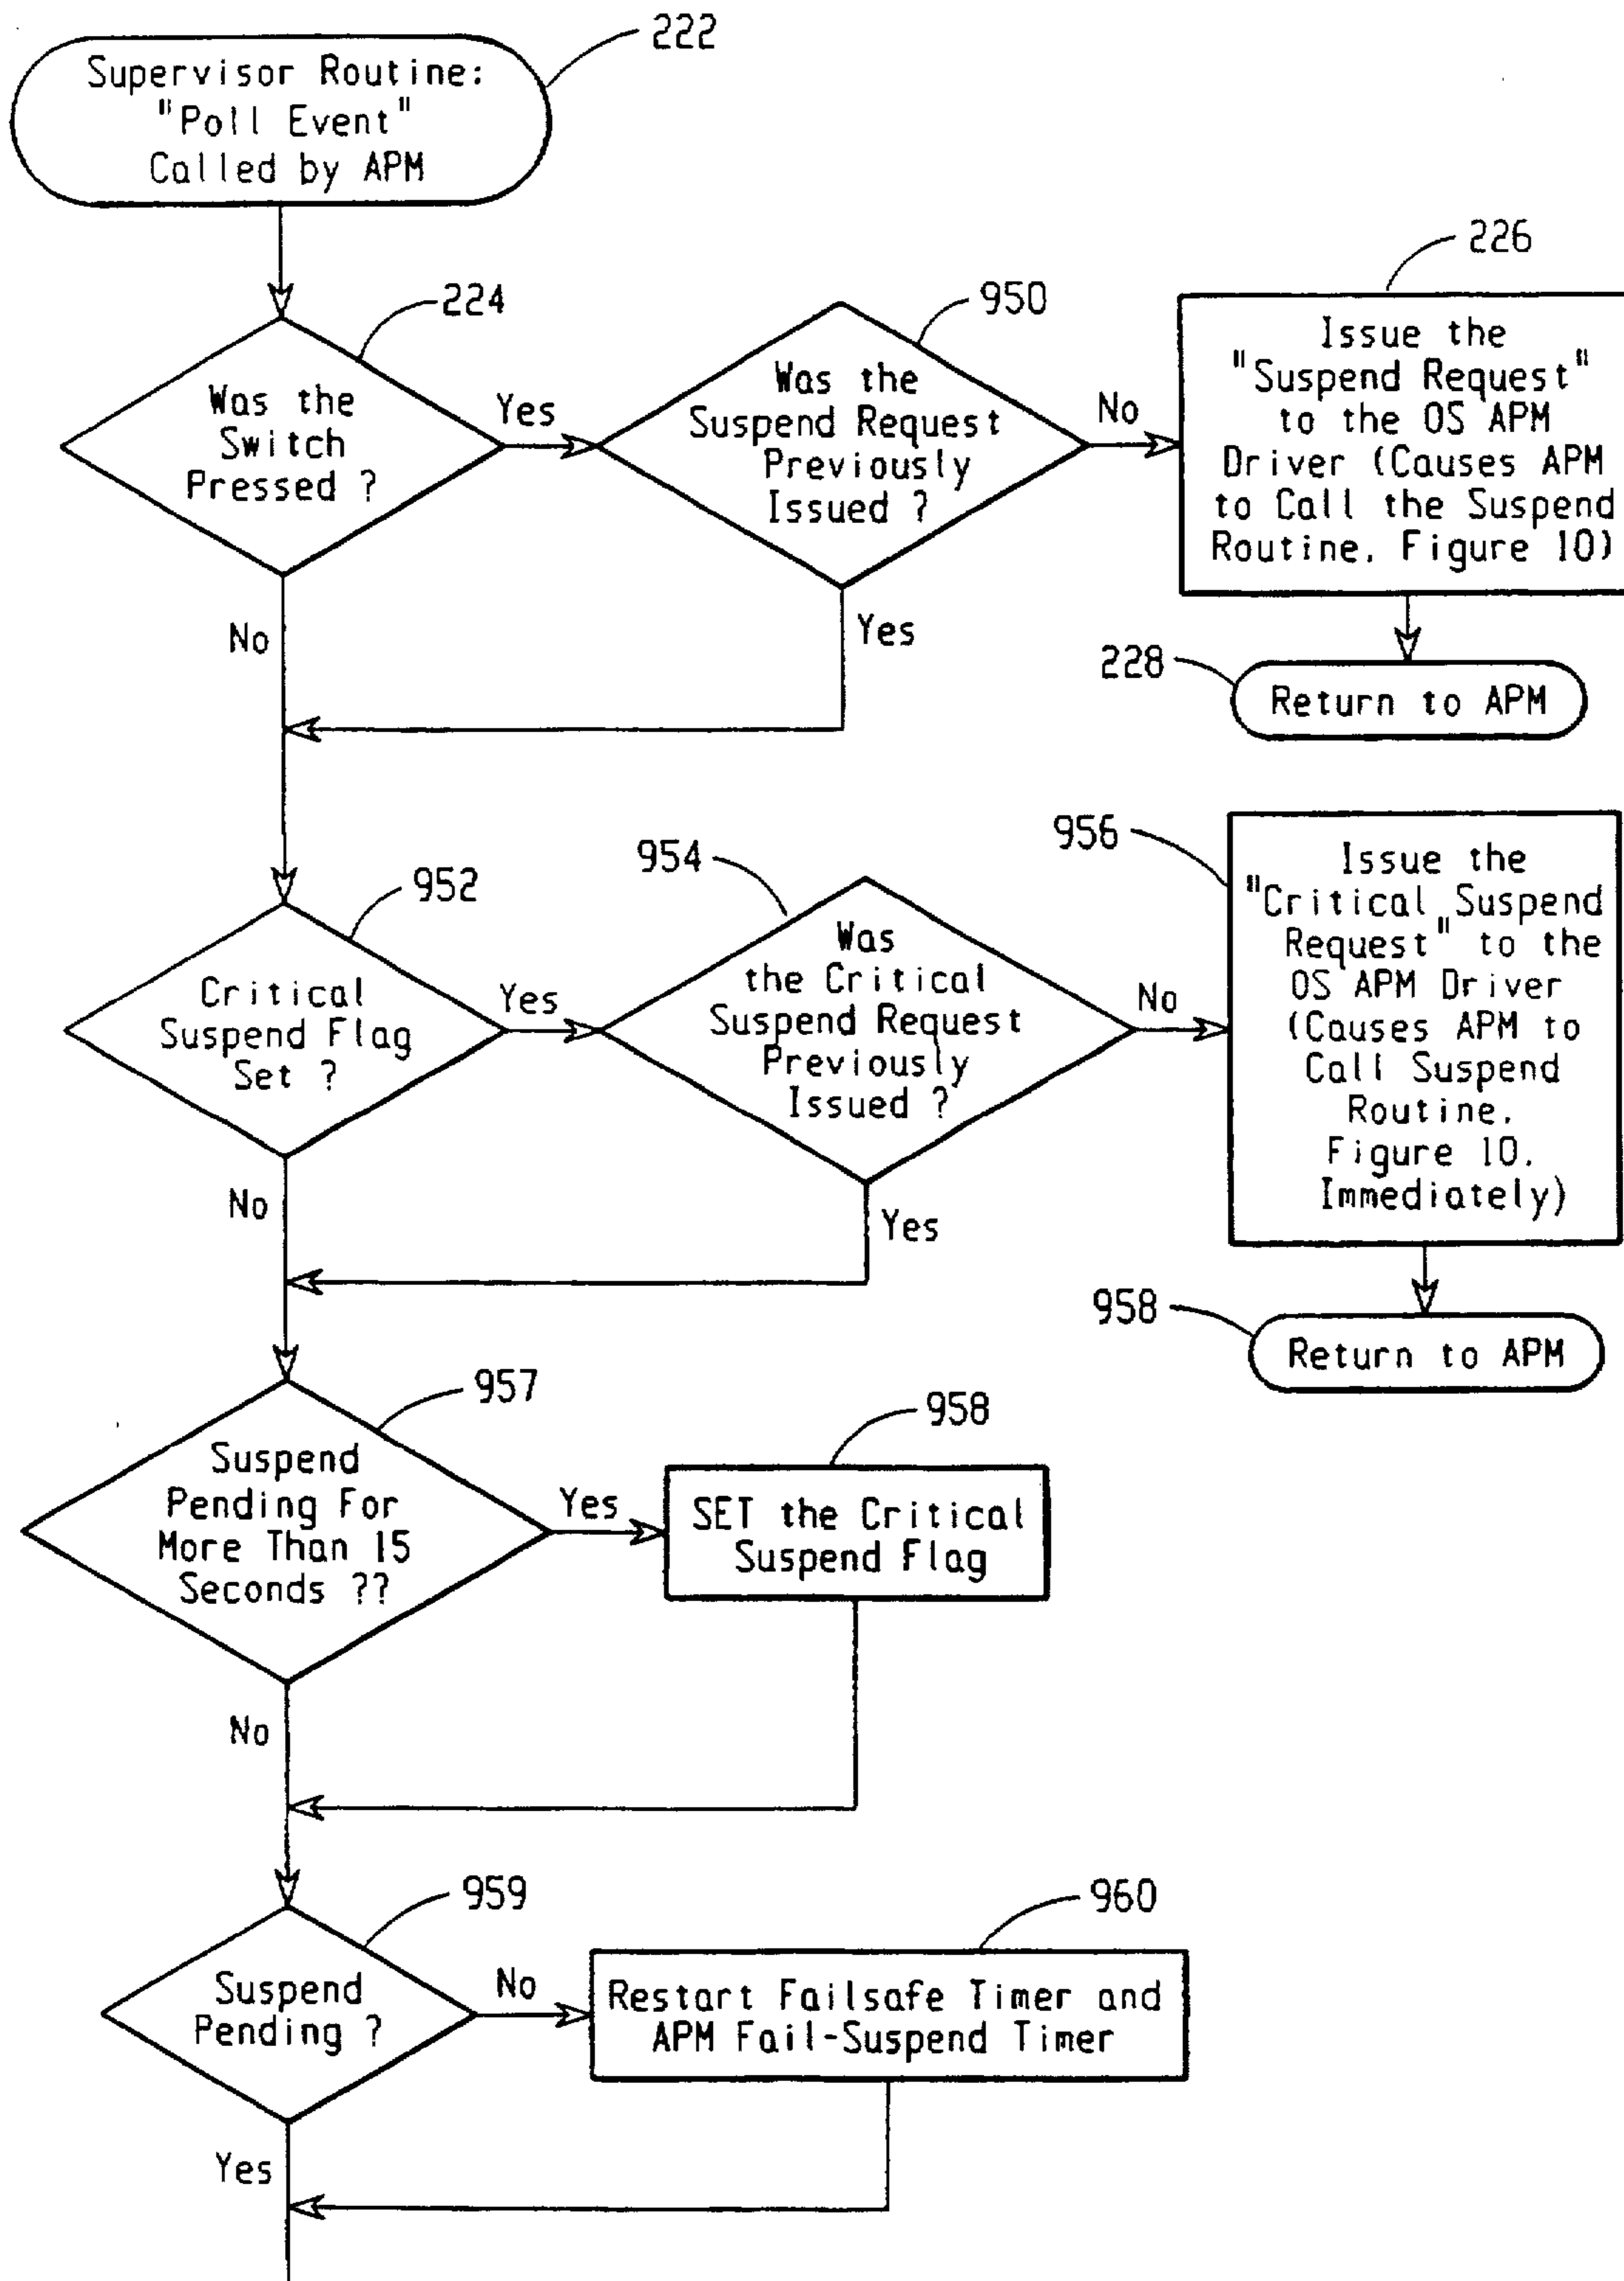 222
Supervisor Routine:
"Poll Event"
Called by APM
224
Was the
Switch
Pressed ?
Yes
No
950
Was the
Suspend Request
Previously
Issued ?
No
Yes
226
Issue the
"Suspend Request"
to the OS APM
Driver (Causes APM
to Call the Suspend
Routine, Figure 10)
228
Return to APM
952
Critical
Suspend Flag
Set ?
Yes
No
954
Was
the Critical
Suspend Request
Previously
Issued ?
No
Yes
956
Issue the
"Critical Suspend
Request" to the
OS APM Driver
(Causes APM to
Call Suspend
Routine,
Figure 10,
Immediately)
958
Return to APM
957
Suspend
Pending For
More Than 15
Seconds ??
Yes
No
958
SET the Critical
Suspend Flag
959
Suspend
Pending ?
No
Yes
960
Restart Failsafe Timer and
APM Fail-Suspend Timer